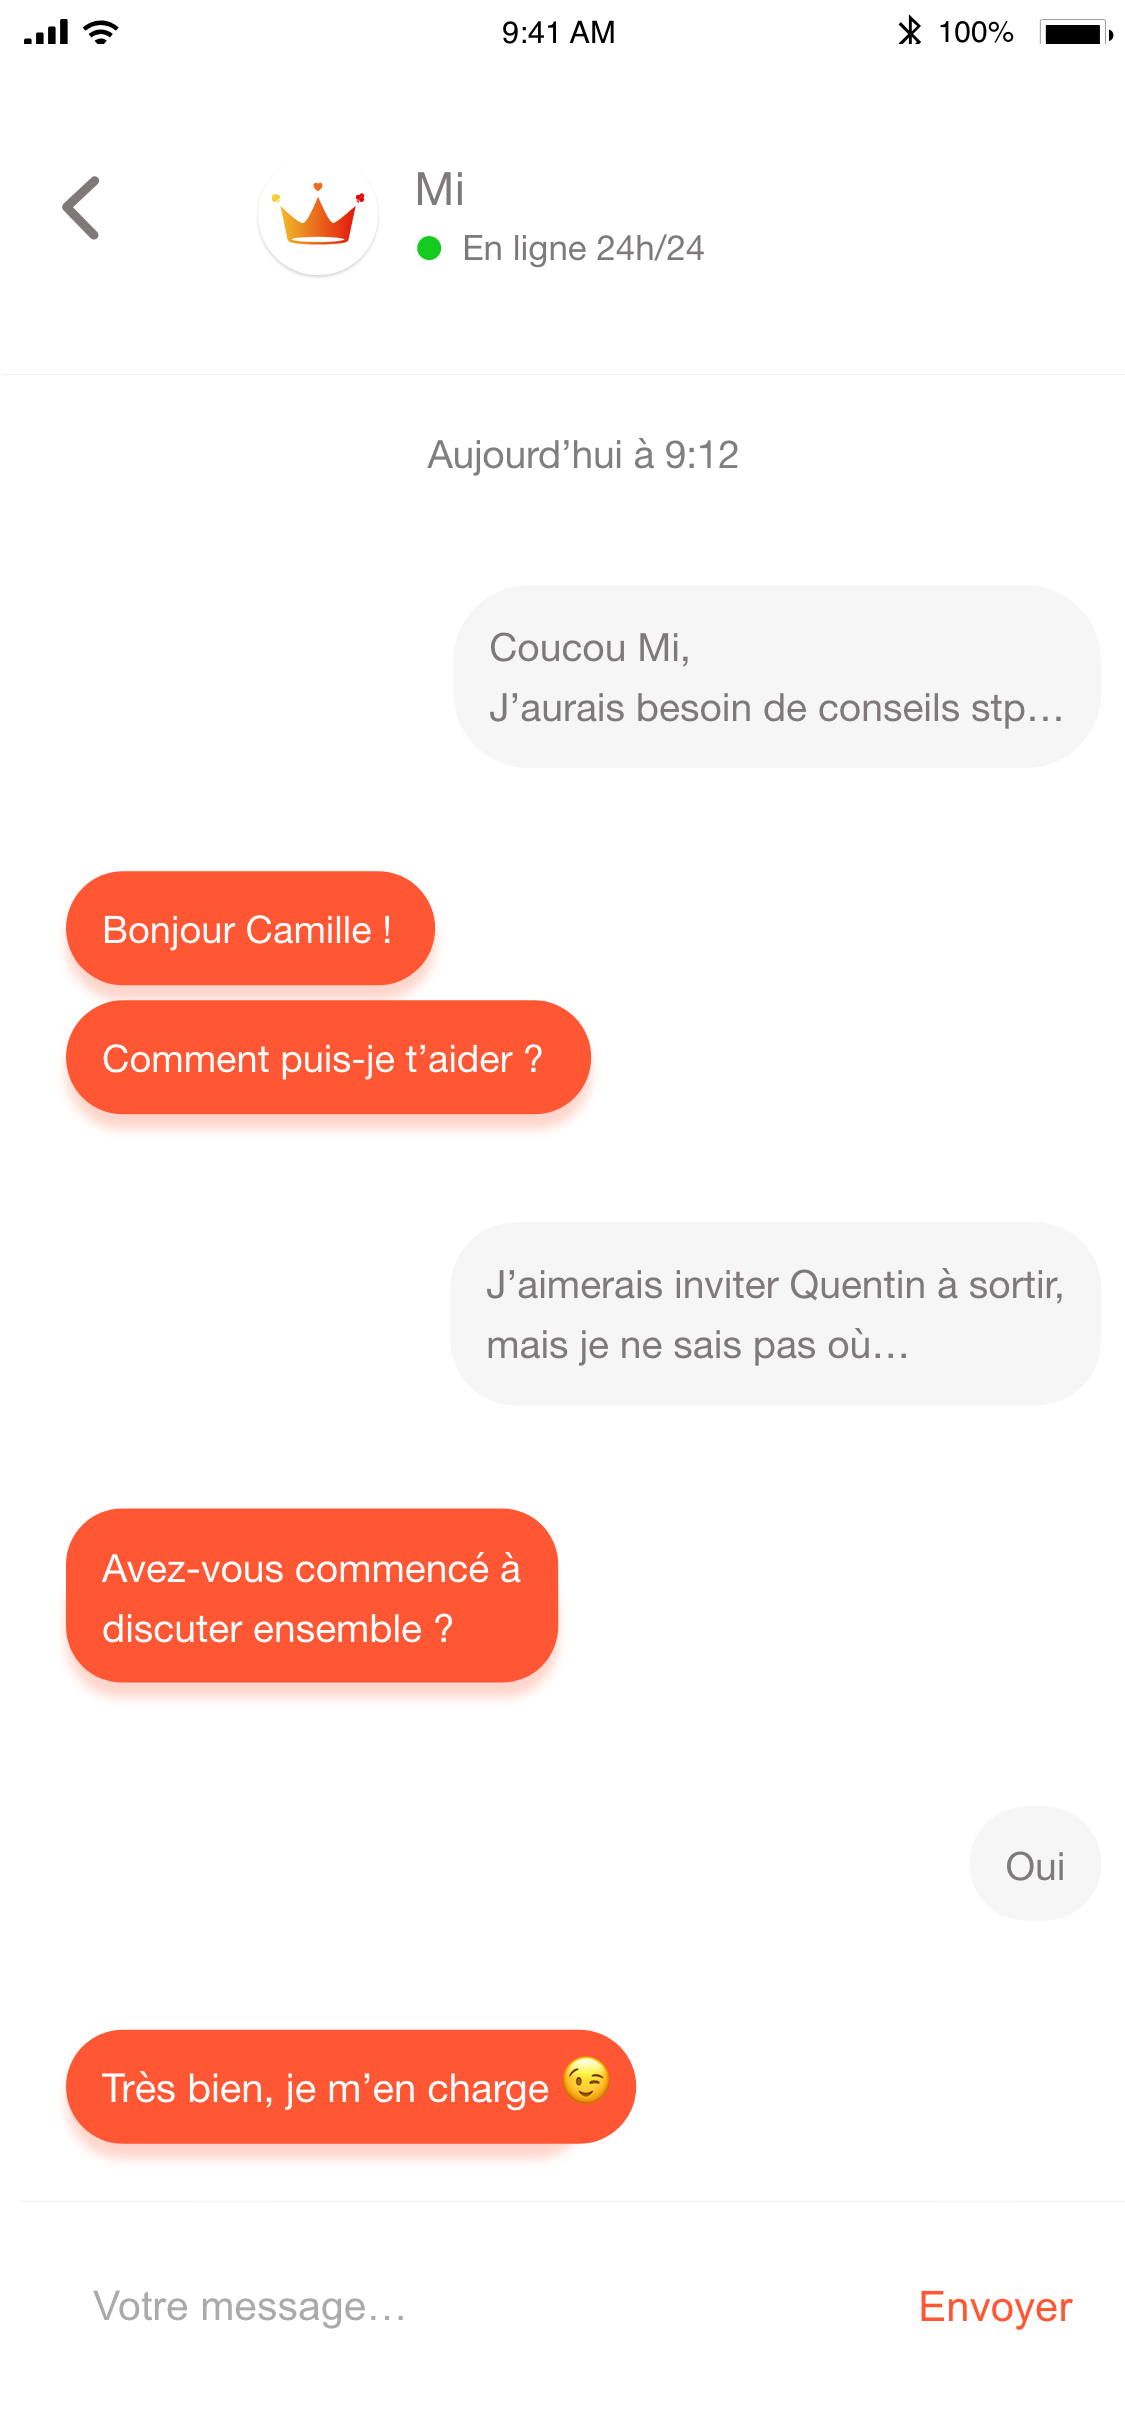 9:41 AM
100%
Mi
En ligne 24h/24
Aujourd’hui à 9:12
Coucou Mi,
J’aurais besoin de conseils stp...
Bonjour Camille !
Comment puis-je t’aider ?
J’aimerais inviter Quentin à sortir,
mais je ne sais pas où...
Avez-vous commencé à
discuter ensemble ?
Oui
Très bien, je m’en charge 😉
Votre message...
Envoyer